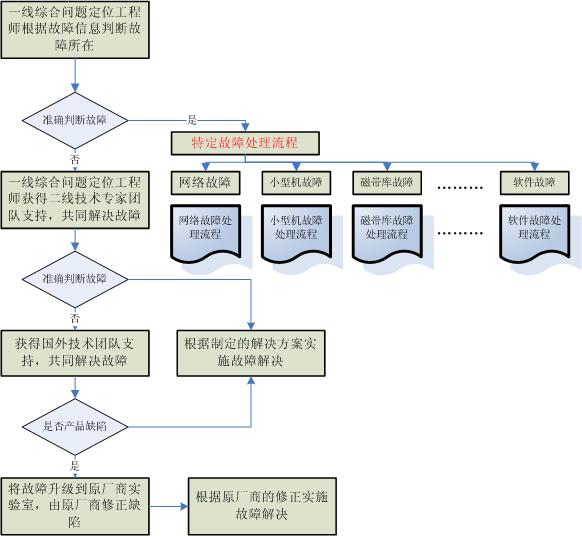 一线综合问题定位工程
师根据故障信息判断故
障所在
准确判断故障
是
特定故障处理流程
否
网络故障
小型机故障
磁带库故障
………
软件故障
一线综合问题定位工程
师获得二线技术专家团
队支持，共同解决故障
网络故障处
理流程
小型机故障
处理流程
磁带库故障
处理流程
………
软件故障处
理流程
准确判断故障
否
获得国外技术团队支
持，共同解决故障
根据制定的解决方案实
施故障解决
是否产品缺陷
是
将故障升级到原厂商实
验室，由原厂商修正缺
陷
根据原厂商的修正实施
故障解决